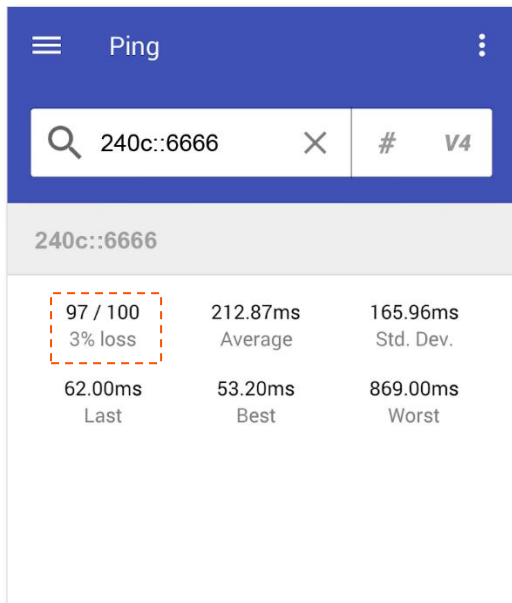 Ping
240c::6666 # V4
240c::6666
97 / 100 212.87ms 165.96ms
3% loss Average Std. Dev.
62.00ms 53.20ms 869.00ms
Last Best Worst